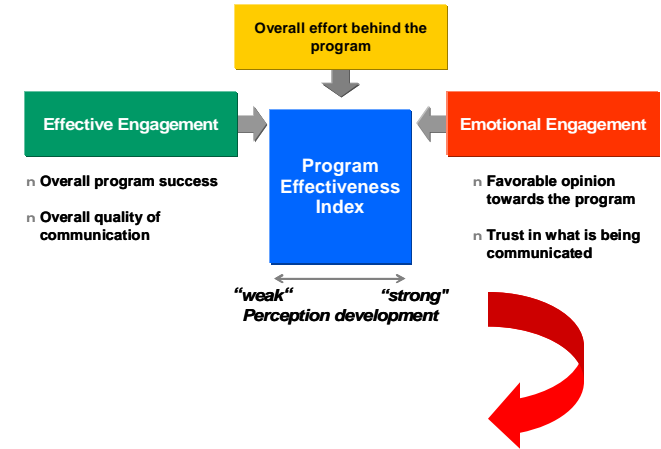 Overall effort behind the
program
Effective Engagement
Emotional Engagement
Program
Effectiveness
Index
n Overall program success
n Overall quality of
communication
n Favorable opinion
towards the program
n Trust in what is being
communicated
“weak“
“strong"
Perception development